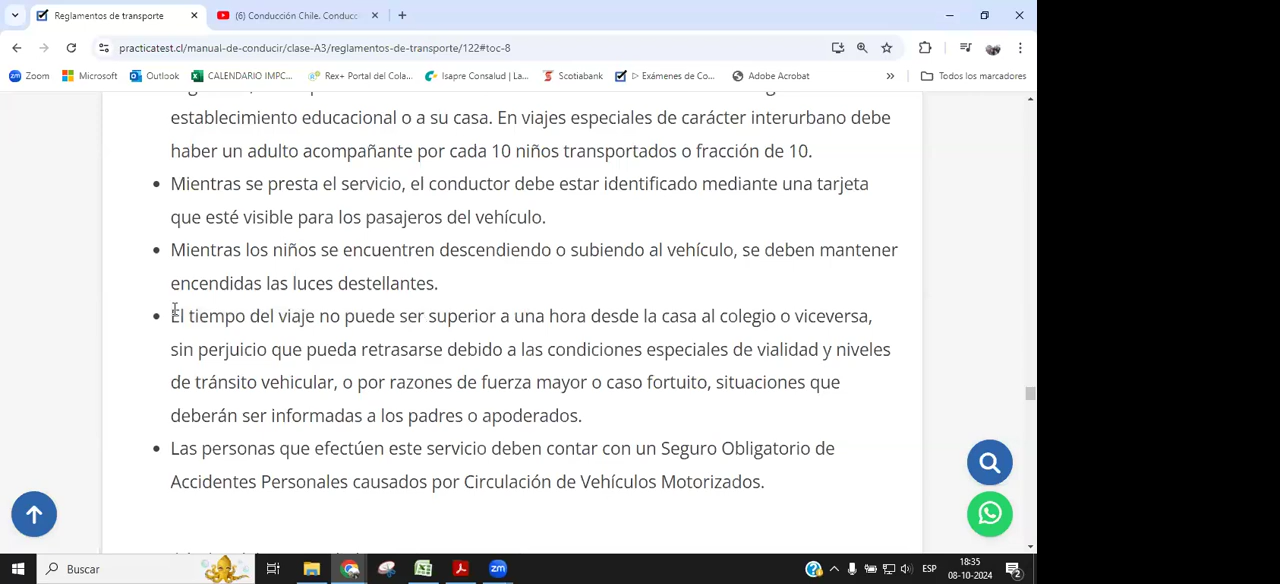 Reglamentos de transporte
(6) Conducción Chile. Conducc
practicatest.cl/manual-de-conducir/clase-A3/reglamentos-de-transporte/122#toc-8
Zoom
Microsoft
Outlook
CALENDARIO IMPC...
Rex+ Portal del Cola...
Isapre Consalud | La...
Scotiabank
▷ Exámenes de Co...
Adobe Acrobat
»
Todos los marcadores
establecimiento educacional o a su casa. En viajes especiales de carácter interurbano debe
haber un adulto acompañante por cada 10 niños transportados o fracción de 10.
• Mientras se presta el servicio, el conductor debe estar identificado mediante una tarjeta
que esté visible para los pasajeros del vehículo.
• Mientras los niños se encuentren descendiendo o subiendo al vehículo, se deben mantener
encendidas las luces destellantes.
• El tiempo del viaje no puede ser superior a una hora desde la casa al colegio o viceversa,
sin perjuicio que pueda retrasarse debido a las condiciones especiales de vialidad y niveles
de tránsito vehicular, o por razones de fuerza mayor o caso fortuito, situaciones que
deberán ser informadas a los padres o apoderados.
• Las personas que efectúen este servicio deben contar con un Seguro Obligatorio de
Accidentes Personales causados por Circulación de Vehículos Motorizados.
Buscar
ESP
18:35
08-10-2024
2